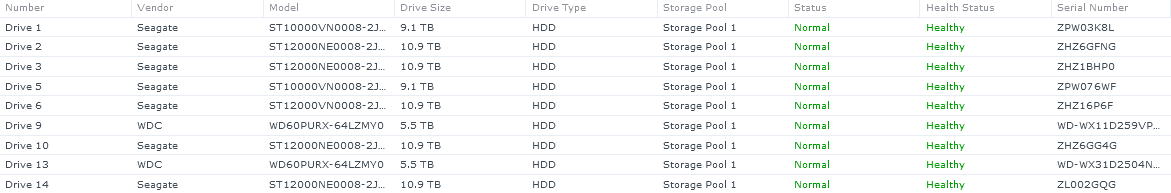 Number Vendor Model Drive Size Drive Type Storage Pool Status Health Status Serial Number
Drive 1 Seagate ST10000VN0008-2J... 9.1 TB HDD Storage Pool 1 Normal Healthy ZPW03K8L
Drive 2 Seagate ST12000NE0008-2J... 10.9 TB HDD Storage Pool 1 Normal Healthy ZHZ6GFNG
Drive 3 Seagate ST12000NE0008-2J... 10.9 TB HDD Storage Pool 1 Normal Healthy ZHZ1BHP0
Drive 5 Seagate ST10000VN0008-2J... 9.1 TB HDD Storage Pool 1 Normal Healthy ZPW076WF
Drive 6 Seagate ST12000NE0008-2J... 10.9 TB HDD Storage Pool 1 Normal Healthy ZHZ16P6F
Drive 9 WDC WD60PURX-64LZMY0 5.5 TB HDD Storage Pool 1 Normal Healthy WD-WX11D259VP...
Drive 10 Seagate ST12000NE0008-2J... 10.9 TB HDD Storage Pool 1 Normal Healthy ZHZ6GG4G
Drive 13 WDC WD60PURX-64LZMY0 5.5 TB HDD Storage Pool 1 Normal Healthy WD-WX31D2504N...
Drive 14 Seagate ST12000NE0008-2J... 10.9 TB HDD Storage Pool 1 Normal Healthy ZL002GQG